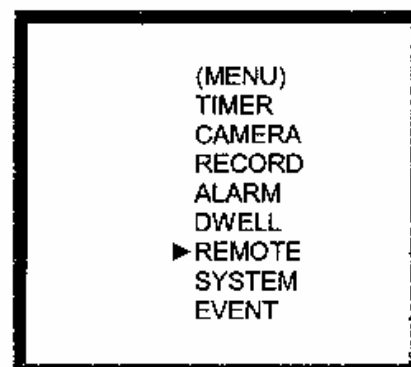 (MENU)
TIMER
CAMERA
RECORD
ALARM
DWELL
▶REMOTE
SYSTEM
EVENT